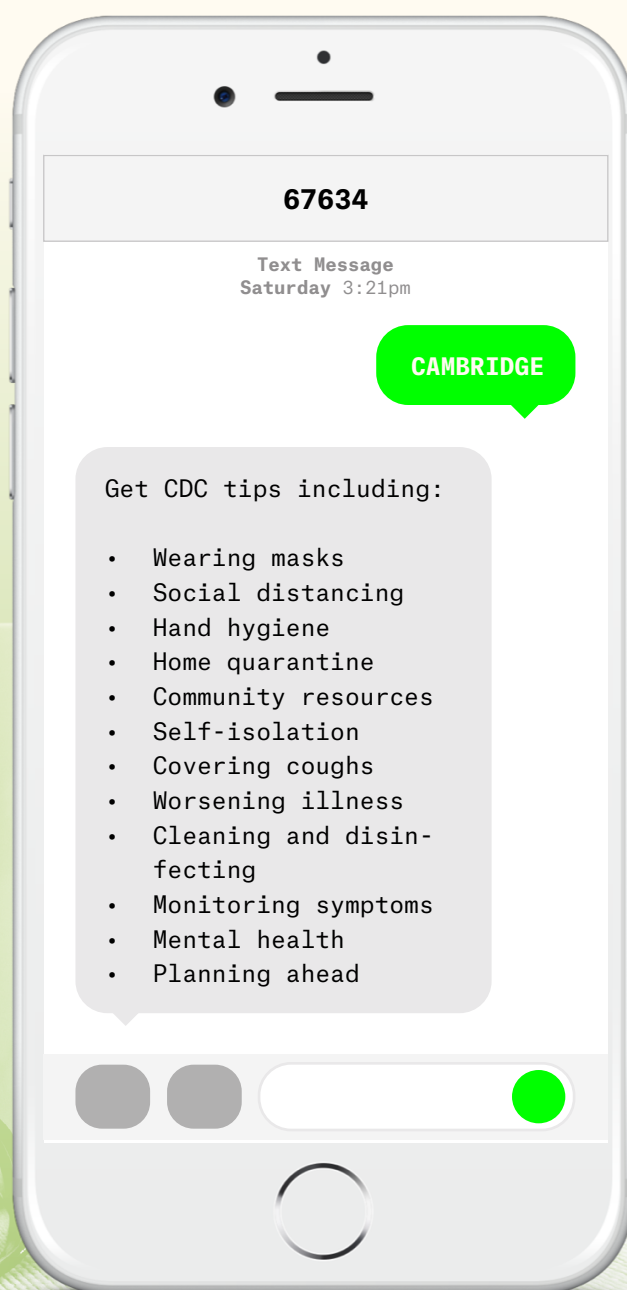 67634
Text Message
Saturday 3:21pm
CAMBRIDGE
Get CDC tips including:
• Wearing masks
• Social distancing
• Hand hygiene
• Home quarantine
• Community resources
• Self-isolation
• Covering coughs
• Worsening illness
• Cleaning and disin-
fecting
• Monitoring symptoms
• Mental health
• Planning ahead